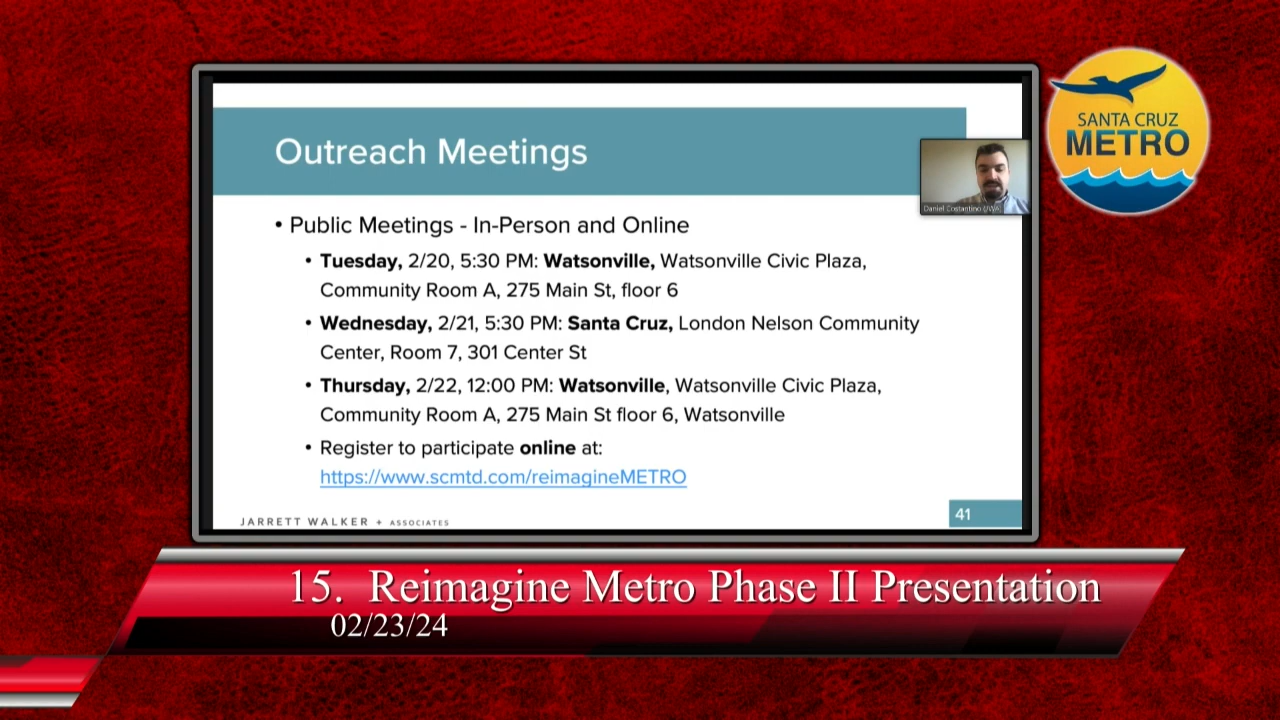 Outreach Meetings
• Public Meetings - In-Person and Online
• Tuesday, 2/20, 5:30 PM: Watsonville, Watsonville Civic Plaza,
Community Room A, 275 Main St, floor 6
• Wednesday, 2/21, 5:30 PM: Santa Cruz, London Nelson Community
Center, Room 7, 301 Center St
• Thursday, 2/22, 12:00 PM: Watsonville, Watsonville Civic Plaza,
Community Room A, 275 Main St floor 6, Watsonville
• Register to participate online at:
https://www.scmtd.com/reimagineMETRO
JARRETT WALKER + ASSOCIATES
41
Daniel Costantino (JWA)
SANTA CRUZ
METRO
15. Reimagine Metro Phase II Presentation
02/23/24